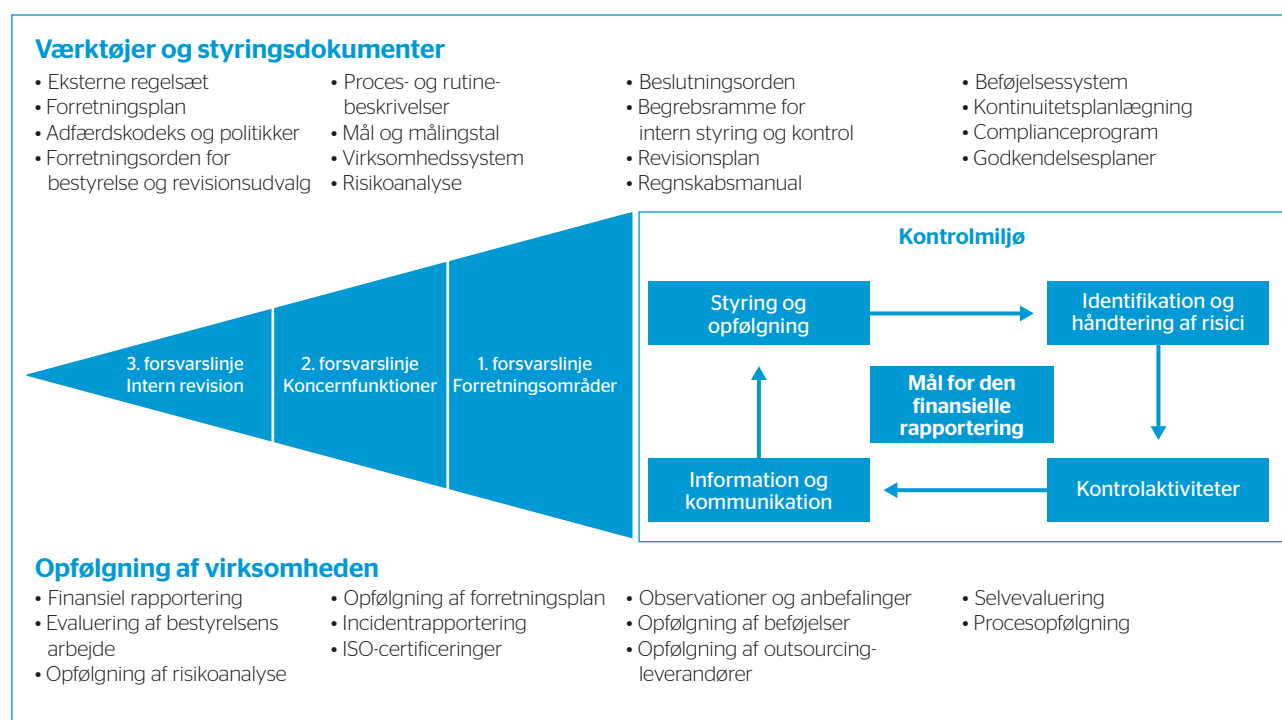 Værktøjer og styringsdokumenter
• Eksterne regelsæt
• Forretningsplan
• Adfærdskodeks og politikker
• Forretningsorden for
bestyrelse og revisionsudvalg
• Proces- og rutine-
beskrivelser
• Mål og målingstal
• Virksomhedssystem
• Risikoanalyse
• Beslutningsorden
• Begrebsramme for
intern styring og kontrol
• Revisionsplan
• Regnskabsmanual
• Beføjelsessystem
• Kontinuitetsplanlægning
• Complianceprogram
• Godkendelsesplaner
3. forsvarslinje
Intern revision
2. forsvarslinje
Koncernfunktioner
1. forsvarslinje
Forretningsområder
Kontrolmiljø
Styring og
opfølgning
Identifikation og
håndtering af risici
Mål for den
finansielle
rapportering
Information og
kommunikation
Kontrolaktiviteter
Opfølgning af virksomheden
• Finansiel rapportering
• Evaluering af bestyrelsens
arbejde
• Opfølgning af risikoanalyse
• Opfølgning af forretningsplan
• Incidentrapportering
• ISO-certificeringer
• Observationer og anbefalinger
• Opfølgning af beføjelser
• Opfølgning af outsourcing-
leverandører
• Selvevaluering
• Procesopfølgning